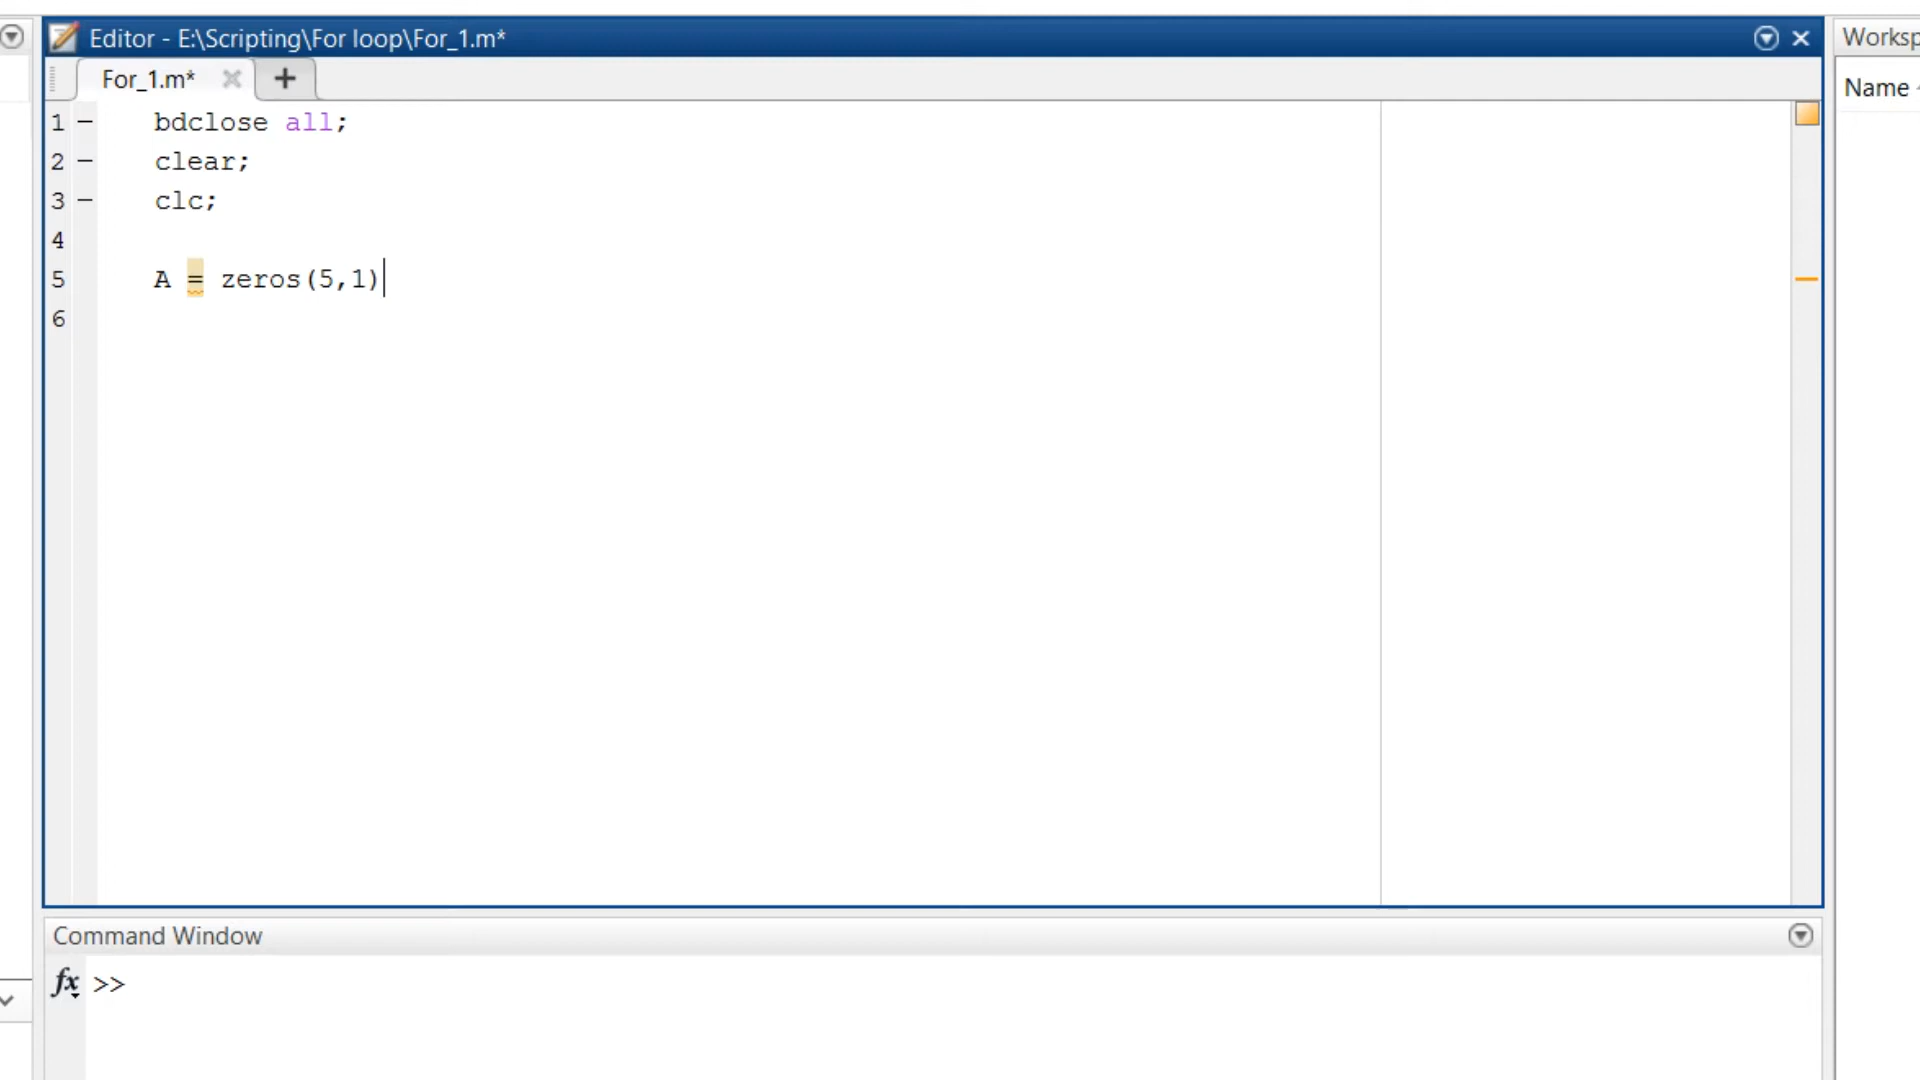 Editor - E:\Scripting\For loop\For_1.m*
Worksp
For_1.m* +
Name
1 - bdclose all;
2 - clear;
3 - clc;
4
5 A = zeros(5,1)
6
Command Window
fx >>